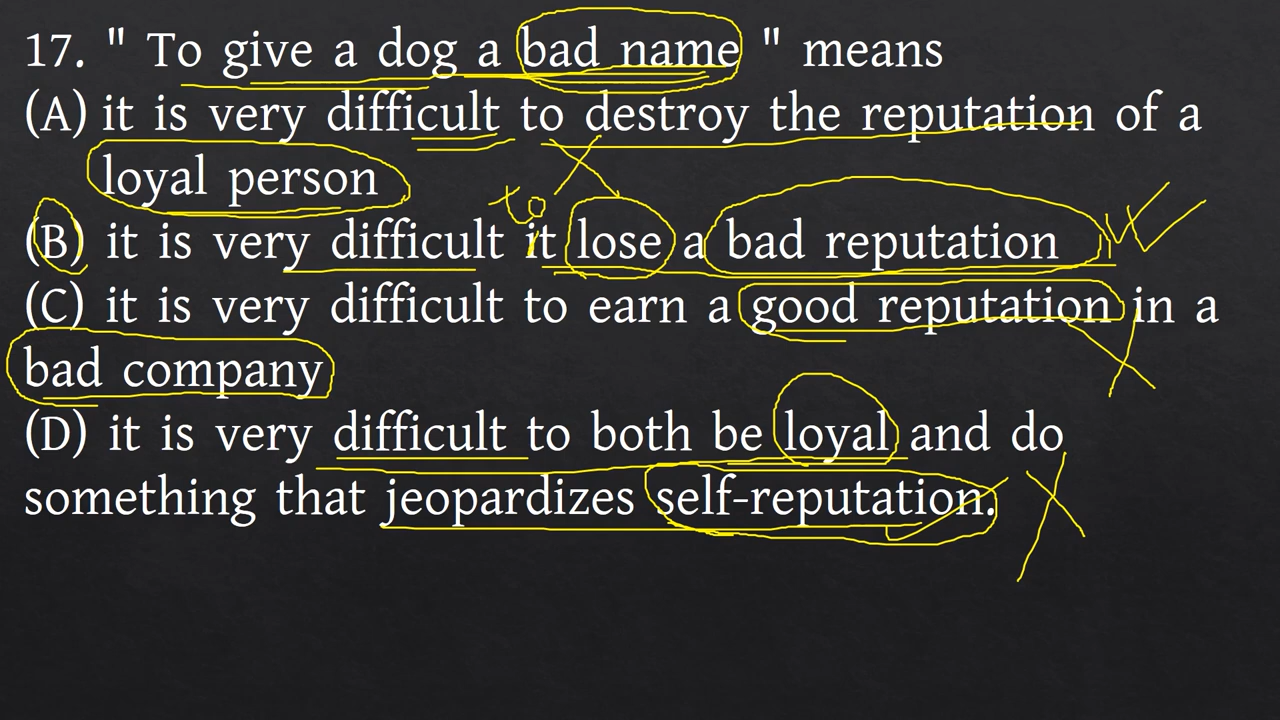 17. " To give a dog a bad name " means
(A) it is very difficult to destroy the reputation of a
loyal person
to
(B) it is very difficult it lose a bad reputation
(C) it is very difficult to earn a good reputation in a
bad company
(D) it is very difficult to both be loyal and do
something that jeopardizes self-reputation.